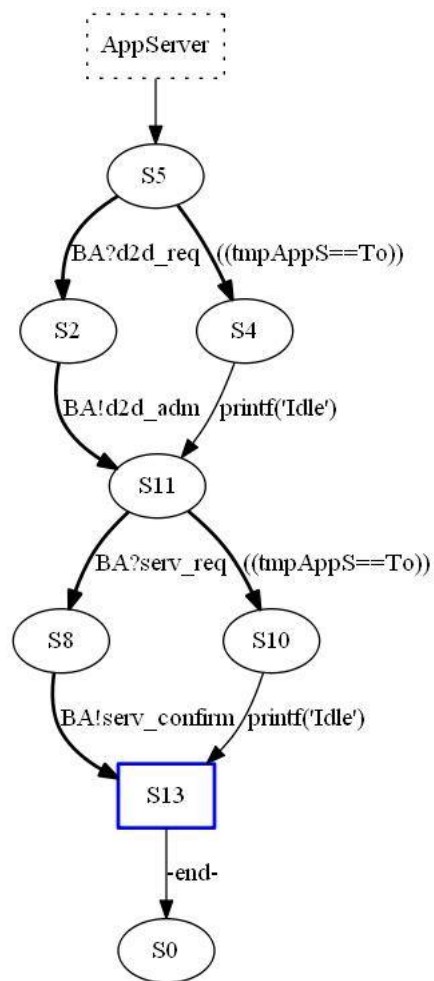 AppServer
S5
BA?d2d_req ((tmpAppS==To))
S2 S4
BA!d2d_adm printf('Idle')
S11
BA?serv_req ((tmpAppS==To))
S8 S10
BA!serv_confirm printf('Idle')
S13
-end-
S0